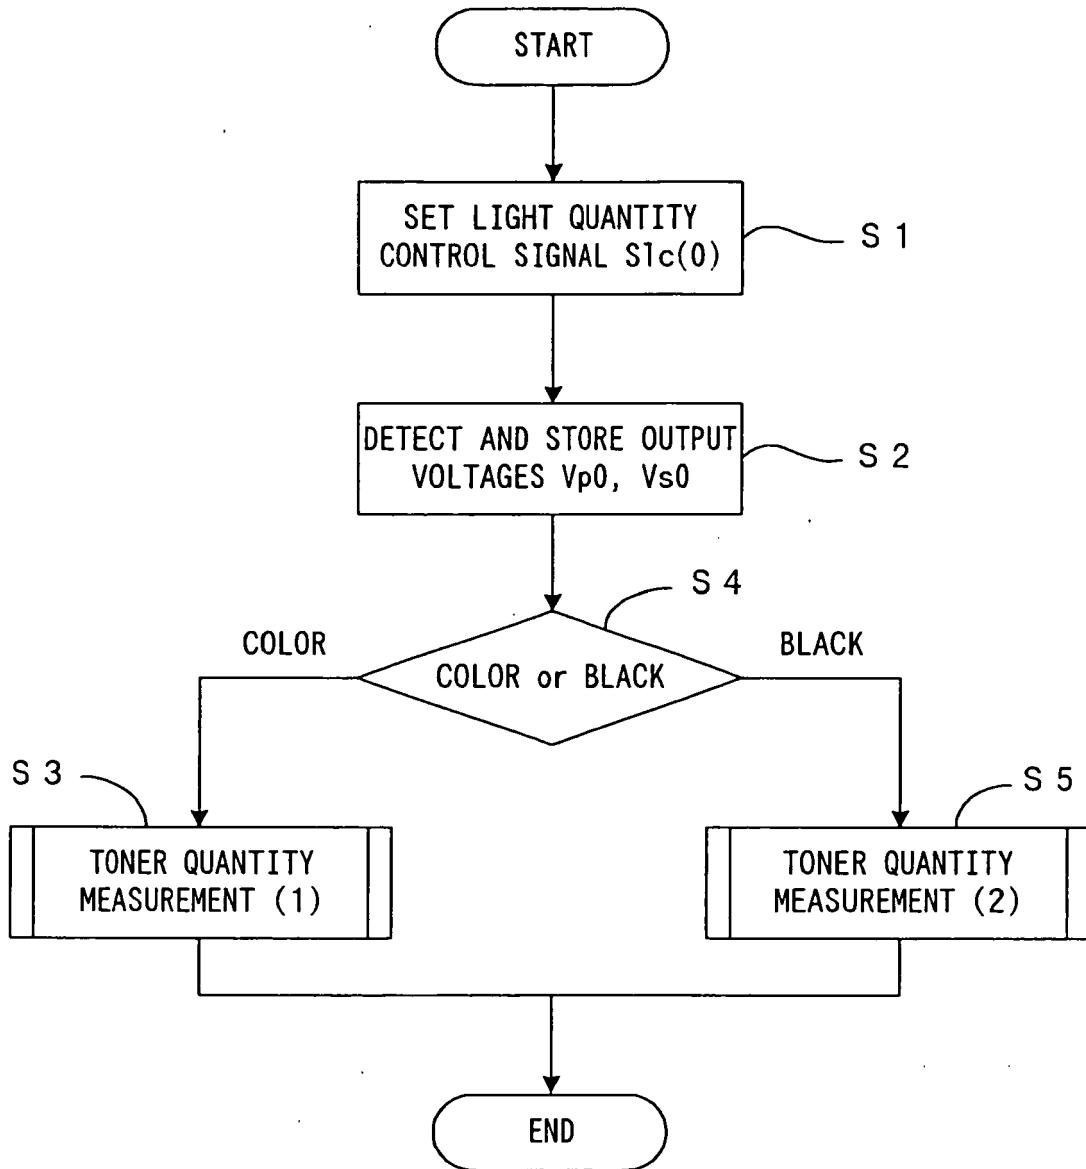 START
SET LIGHT QUANTITY
CONTROL SIGNAL Slc(0)
S 1
DETECT AND STORE OUTPUT
VOLTAGES Vp0, Vs0
S 2
S 4
COLOR
COLOR or BLACK
BLACK
S 3
TONER QUANTITY
MEASUREMENT (1)
S 5
TONER QUANTITY
MEASUREMENT (2)
END